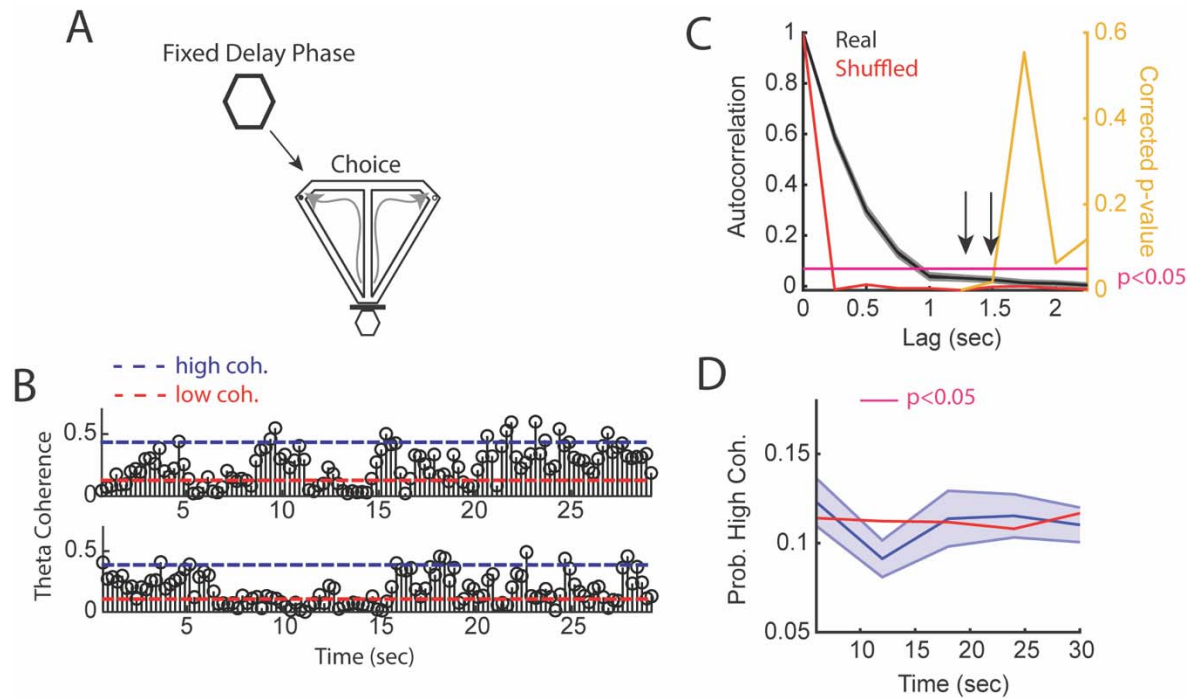 A
Fixed Delay Phase
Choice
B
high coh.
low coh.
Theta Coherence
0.5
0
5
10
15
20
25
0.5
0
5
10
15
20
25
Time (sec)
C
Real
Shuffled
Autocorrelation
1
0.8
0.6
0.4
0.2
0
0
0.5
1
1.5
2
Lag (sec)
0.6
0.4
0.2
0
Corrected p-value
p<0.05
D
p<0.05
Prob. High Coh.
0.15
0.1
0.05
10
15
20
25
30
Time (sec)